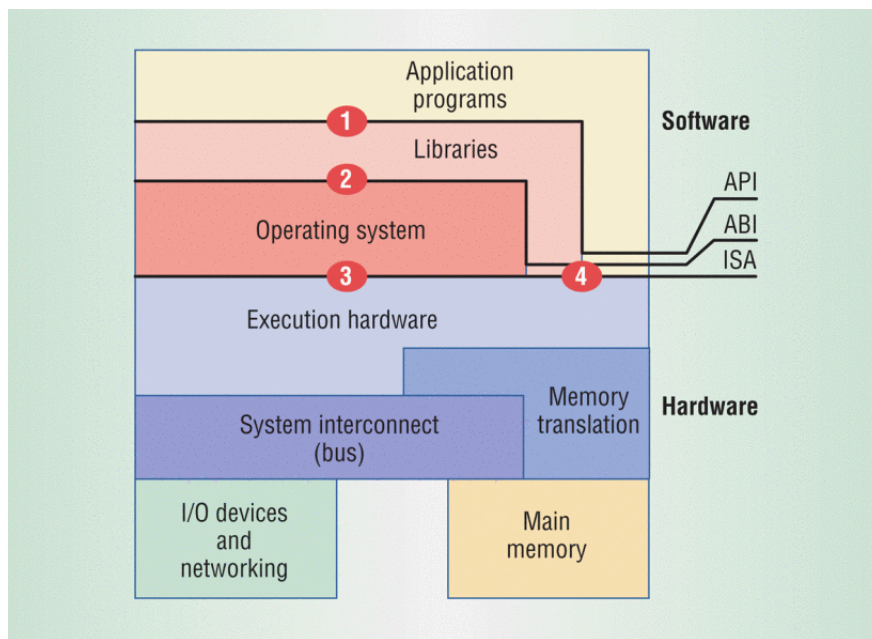 Application
programs
1
Software
Libraries
2
API
ABI
Operating system
ISA
3
4
Execution hardware
Memory
translation
Hardware
System interconnect
(bus)
I/O devices
and
networking
Main
memory